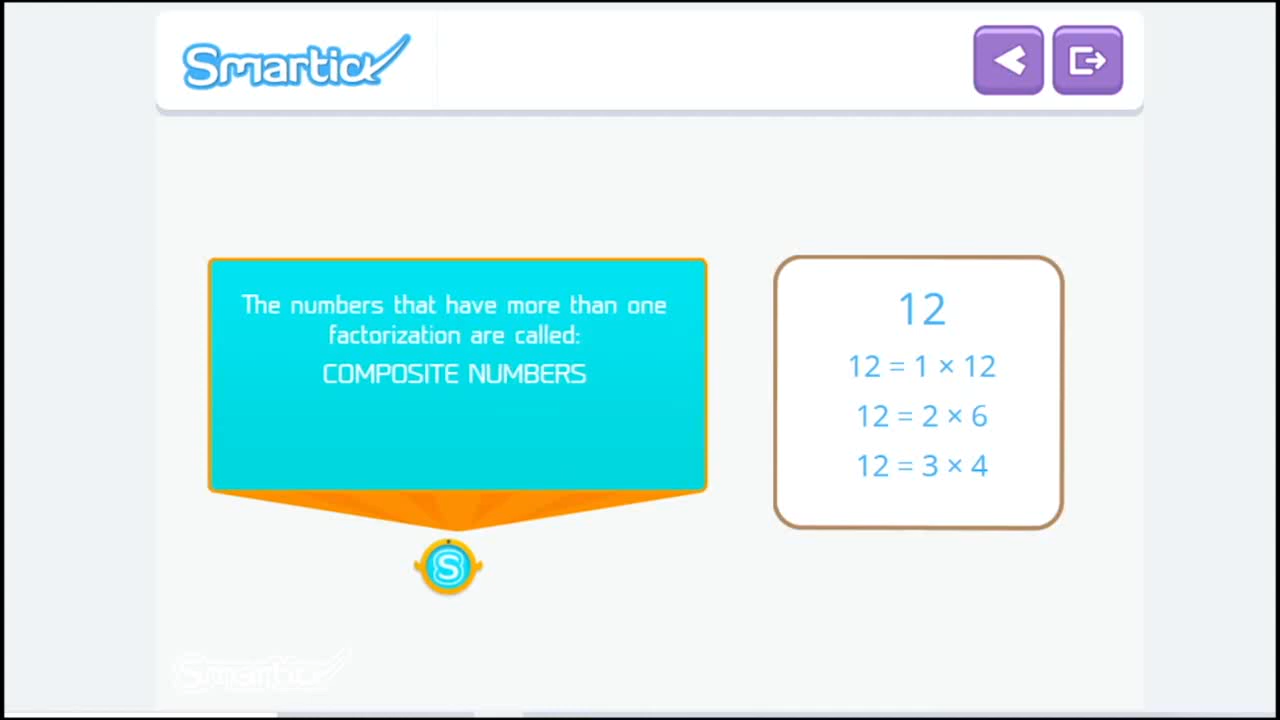 Smartick
The numbers that have more than one
factorization are called:
COMPOSITE NUMBERS
12
12 = 1 × 12
12 = 2 × 6
12 = 3 × 4
S
Smartick